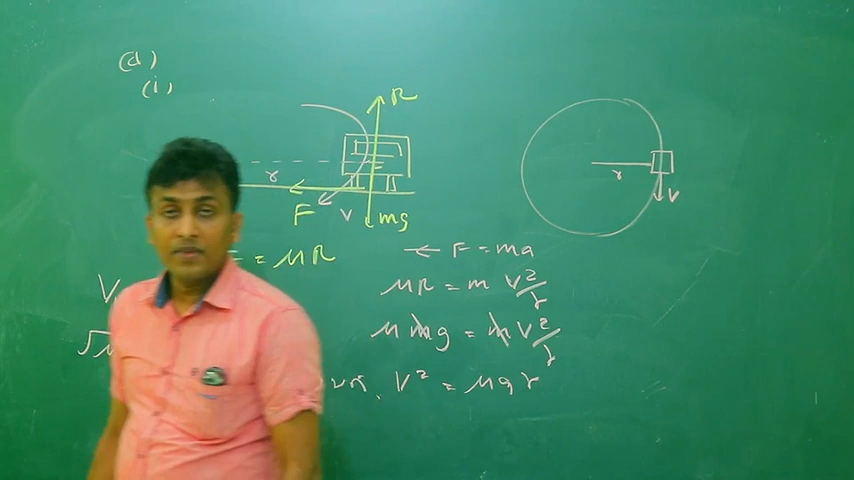 (d)
(i)
R
r
F
V
mg
r
V
= μR
← F = ma
μR = m V²/r
μ mg = m V²/r
V² = μgr
V
√μ